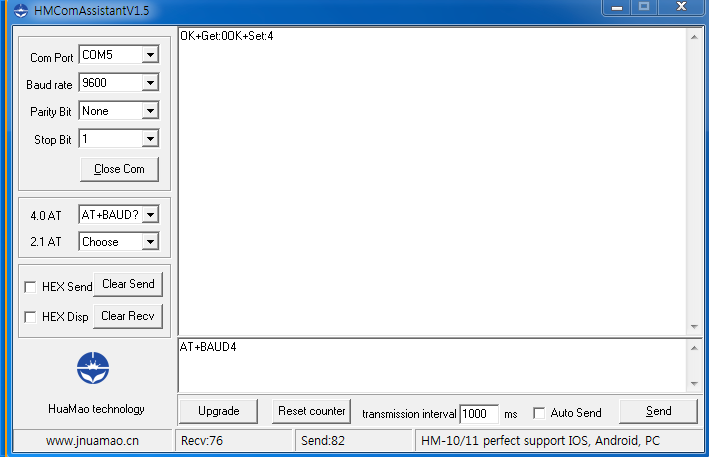 HMComAssistantV1.5
OK+Get:0OK+Set:4
Com Port COM5
Baud rate 9600
Parity Bit None
Stop Bit 1
Close Com
4.0 AT AT+BAUD?
2.1 AT Choose
HEX Send Clear Send
HEX Disp Clear Recv
HuaMao technology
AT+BAUD4
Upgrade Reset counter transmission interval 1000 ms Auto Send Send
www.jnuamao.cn Recv:76 Send:82 HM-10/11 perfect support IOS, Android, PC